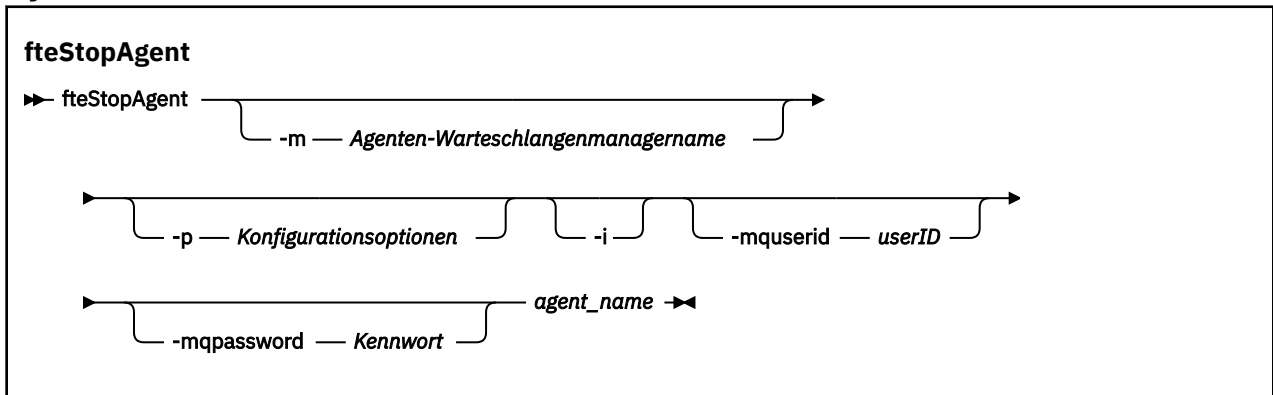 fteStopAgent
fteStopAgent
-m Agenten-Warteschlangenmanagername
-p Konfigurationsoptionen -i -mquserid userID
agent_name
-mqpassword Kennwort